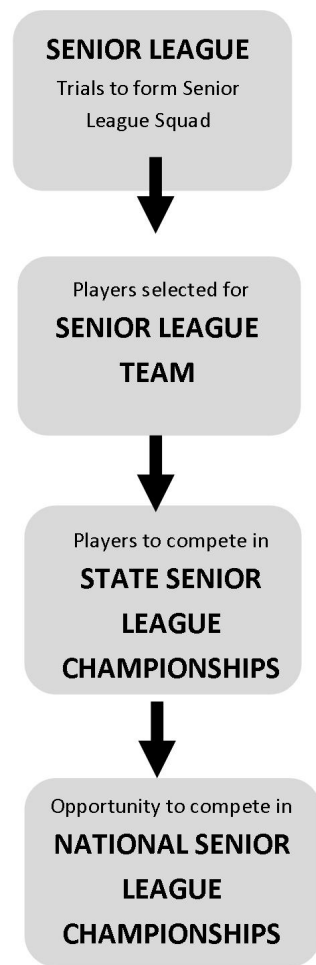 SENIOR LEAGUE
Trials to form Senior
League Squad
Players selected for
SENIOR LEAGUE
TEAM
Players to compete in
STATE SENIOR
LEAGUE
CHAMPIONSHIPS
Opportunity to compete in
NATIONAL SENIOR
LEAGUE
CHAMPIONSHIPS